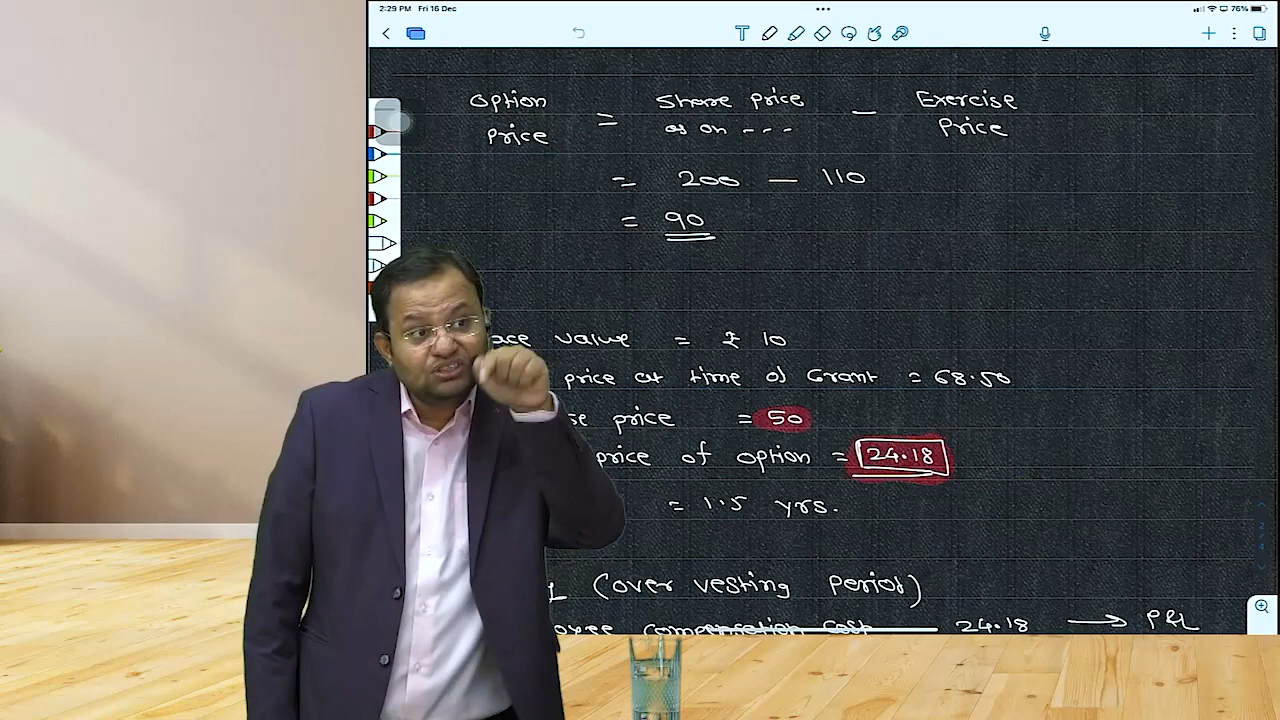 2:29 PM Fri 16 Dec
76%
Option Share price Exercise
Price = as on --- — Price
= 200 — 110
= 90
ace value = ₹ 10
price at time of Grant = 68.50
se price = 50
price of option = 24.18
= 1.5 yrs.
(over vesting Period)
oyee compensation cost 24.18 → P&L